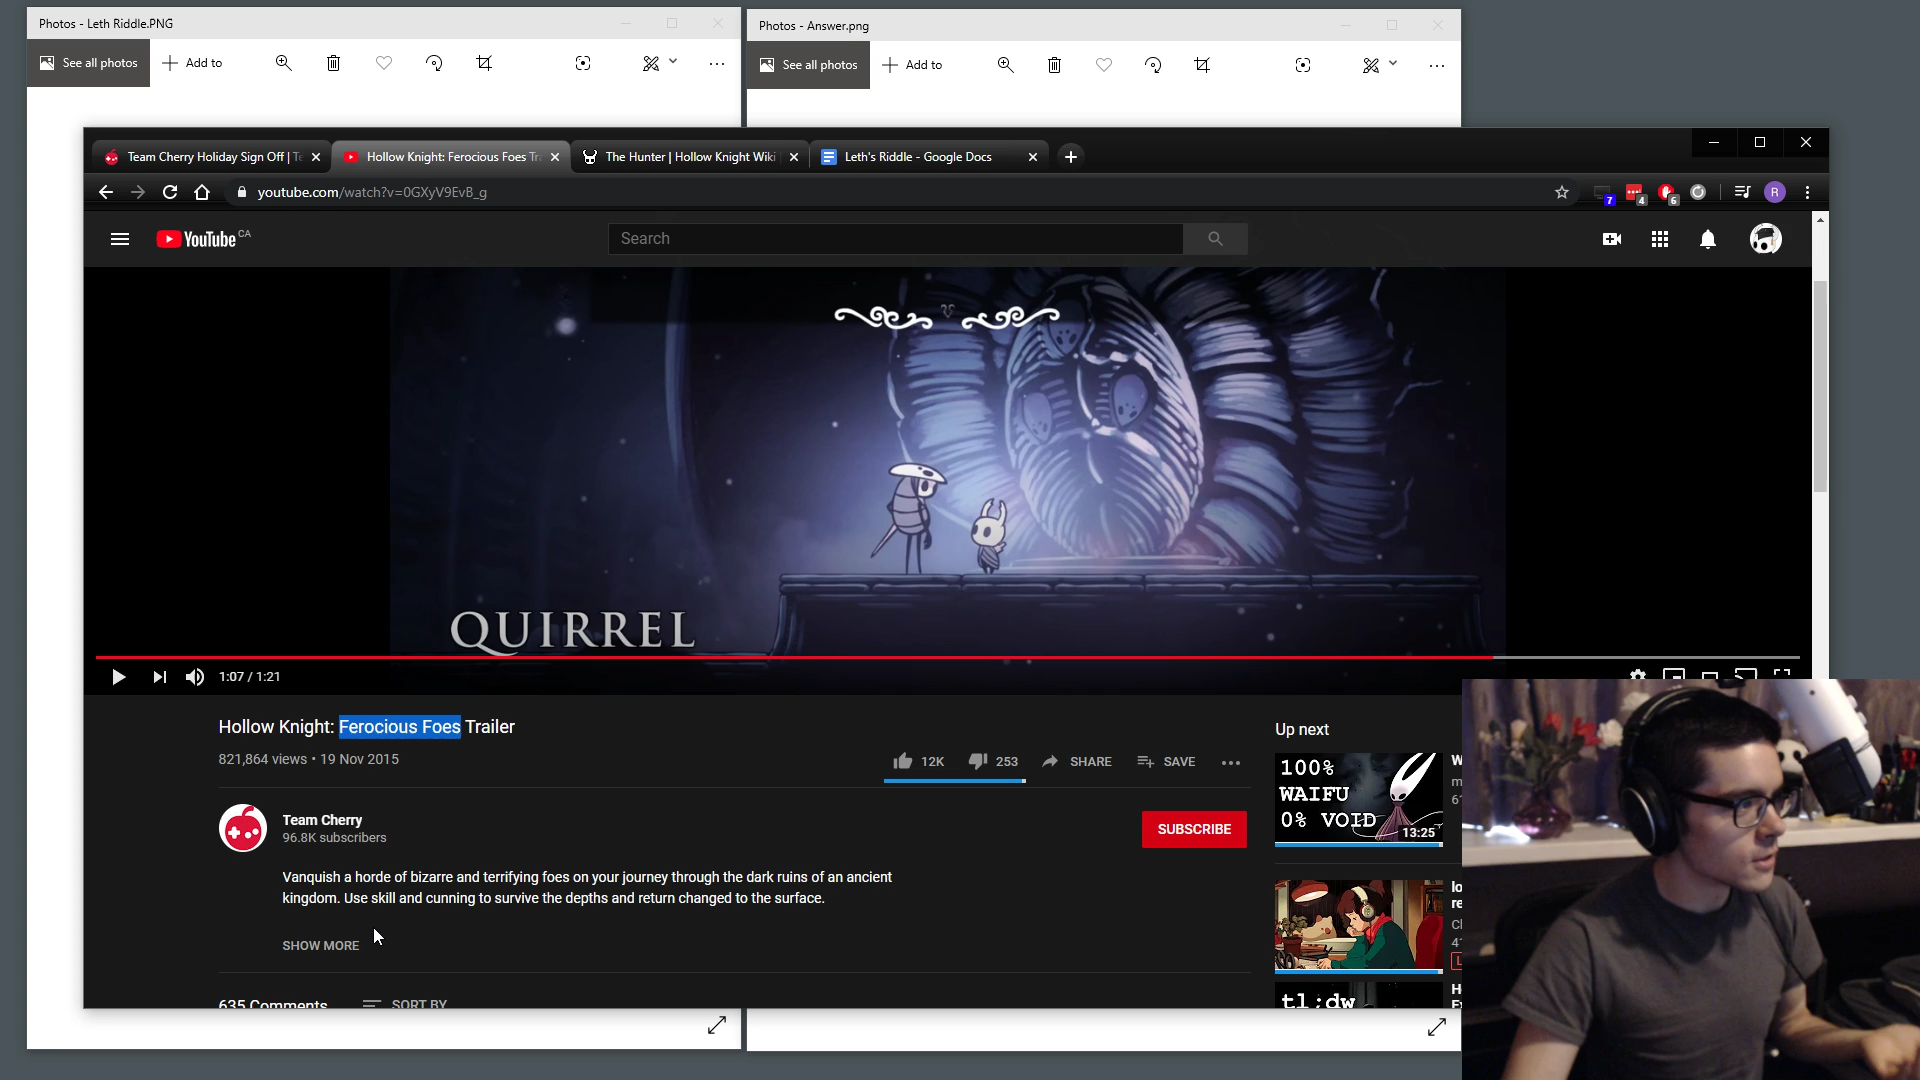 Photos - Leth Riddle.PNG
See all photos
Add to
Photos - Answer.png
See all photos
Add to
Team Cherry Holiday Sign Off | Te
Hollow Knight: Ferocious Foes Tra
The Hunter | Hollow Knight Wiki
Leth's Riddle - Google Docs
youtube.com/watch?v=0GXyV9EvB_g
7
4
6
R
YouTube CA
Search
QUIRREL
1:07 / 1:21
Hollow Knight: Ferocious Foes Trailer
821,864 views • 19 Nov 2015
12K
253
SHARE
SAVE
Team Cherry
96.8K subscribers
SUBSCRIBE
Vanquish a horde of bizarre and terrifying foes on your journey through the dark ruins of an ancient
kingdom. Use skill and cunning to survive the depths and return changed to the surface.
SHOW MORE
635 Comments
SORT BY
Up next
100%
WAIFU
0% VOID
13:25
tl;dw